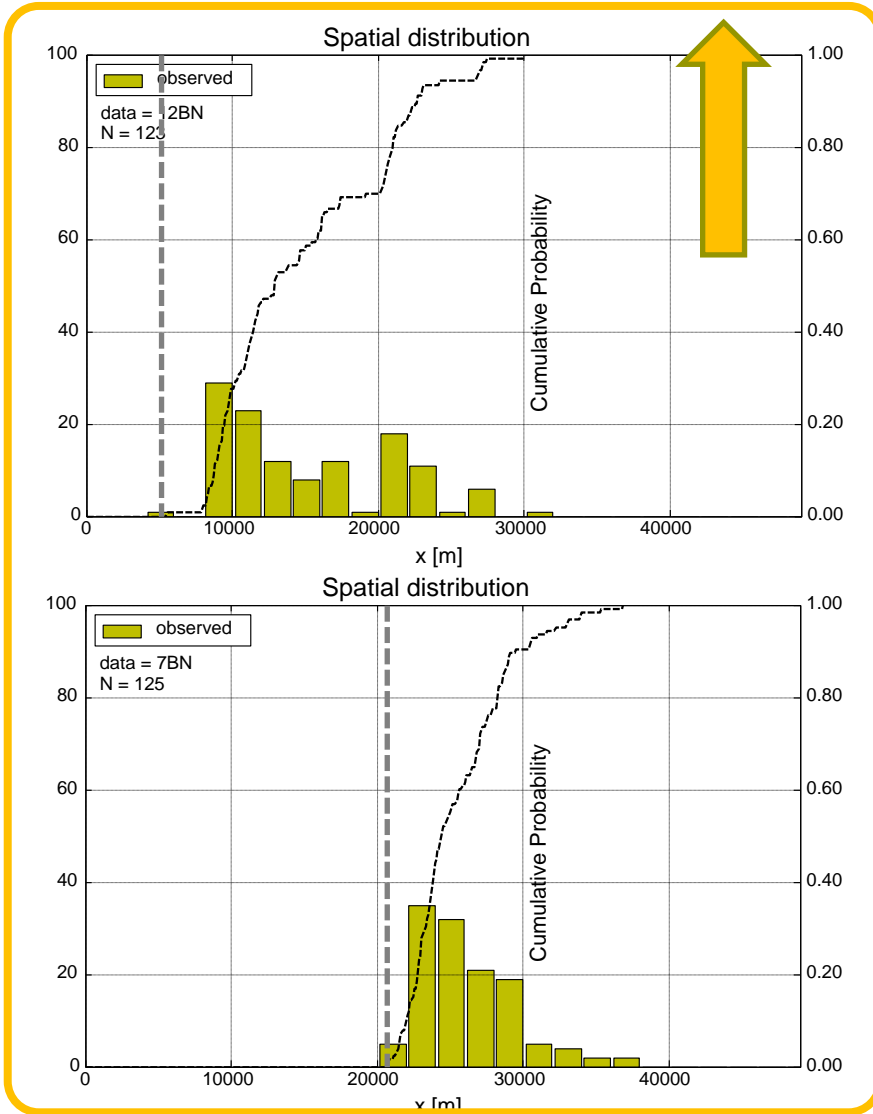 Spatial distribution
100
80
60
40
20
0
observed
data = 12BN
N = 123
Cumulative Probability
1.00
0.80
0.60
0.40
0.20
0.00
0
10000
20000
30000
40000
x [m]
Spatial distribution
100
80
60
40
20
0
observed
data = 7BN
N = 125
Cumulative Probability
1.00
0.80
0.60
0.40
0.20
0.00
0
10000
20000
30000
40000
x [m]